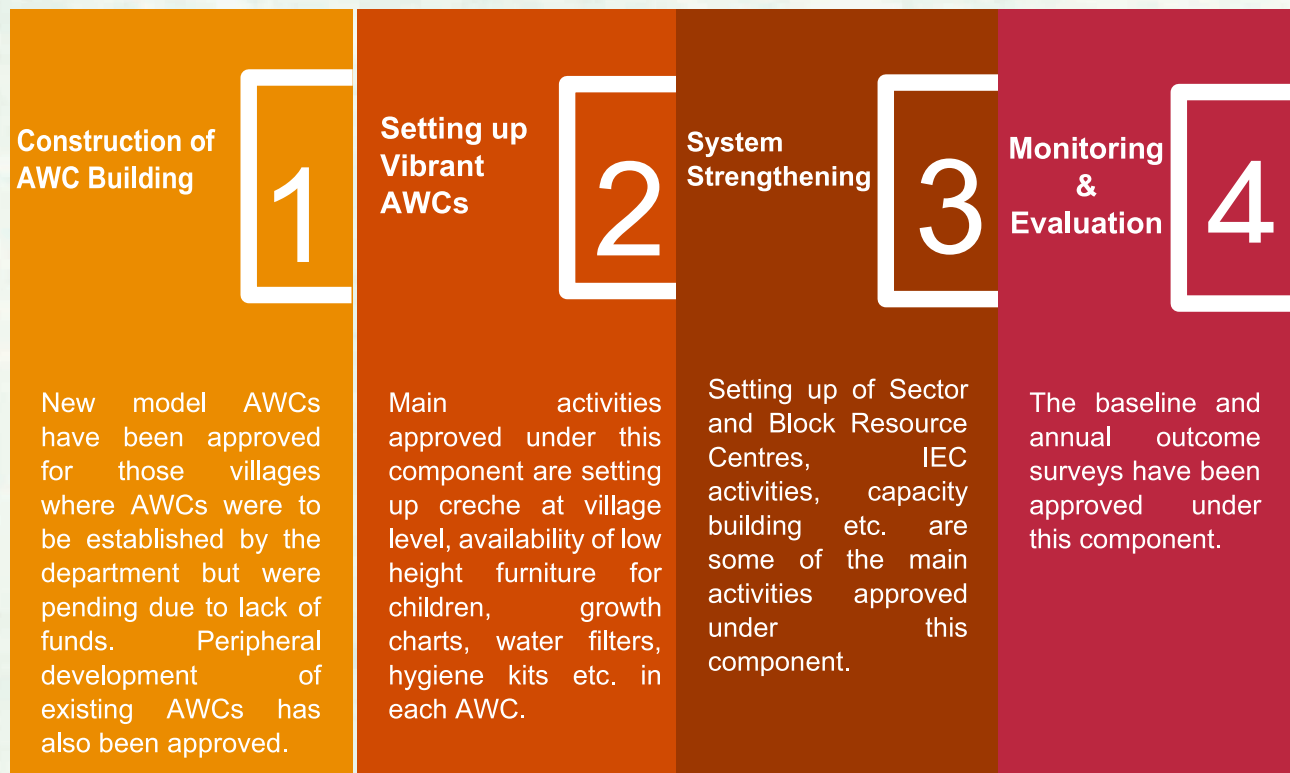 Construction of
AWC Building
1
New model AWCs
have been approved
for those villages
where AWCs were to
be established by the
department but were
pending due to lack of
funds. Peripheral
development of
existing AWCs has
also been approved.
Setting up
Vibrant
AWCs
2
Main activities
approved under this
component are setting
up creche at village
level, availability of low
height furniture for
children, growth
charts, water filters,
hygiene kits etc. in
each AWC.
System
Strengthening
3
Setting up of Sector
and Block Resource
Centres, IEC
activities, capacity
building etc. are
some of the main
activities approved
under this
component.
Monitoring
&
Evaluation
4
The baseline and
annual outcome
surveys have been
approved under
this component.